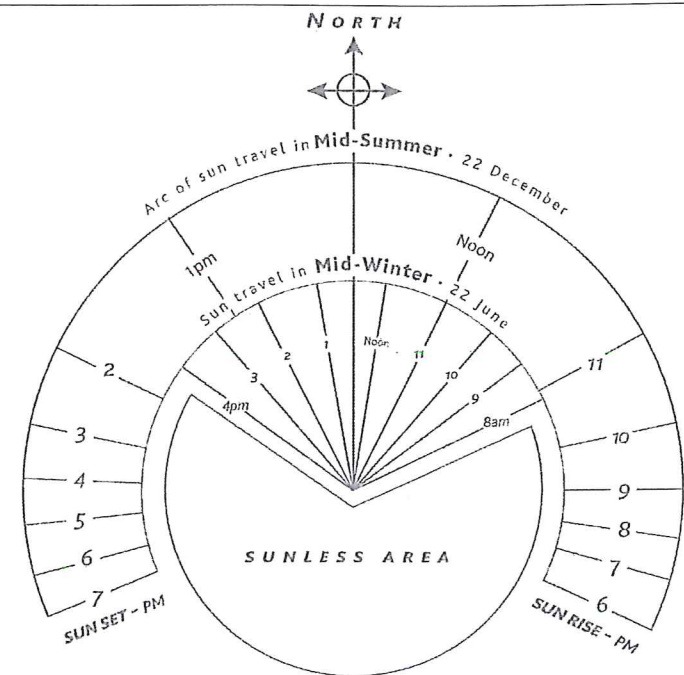 NORTH
Arc of sun travel in Mid-Summer · 22 December
1pm
Noon
Sun travel in Mid-Winter · 22 June
2
3
4
5
6
7
SUN SET - PM
4pm
3
2
1
Noon
11
10
9
8am
11
10
9
8
7
6
SUN RISE - PM
SUNLESS AREA